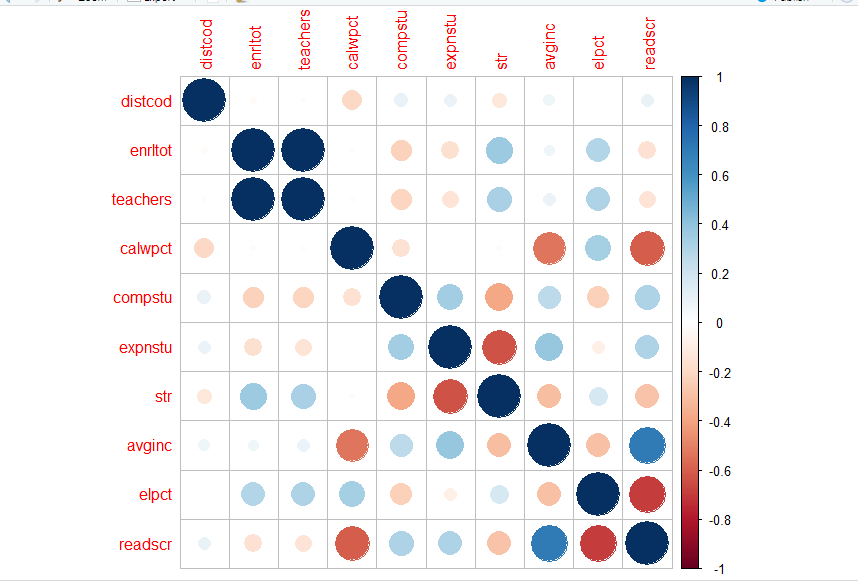 distcod
enrltot
teachers
calwpct
compstu
expnstu
str
avginc
elpct
readscr
distcod
enrltot
teachers
calwpct
compstu
expnstu
str
avginc
elpct
readscr
1
0.8
0.6
0.4
0.2
0
-0.2
-0.4
-0.6
-0.8
-1